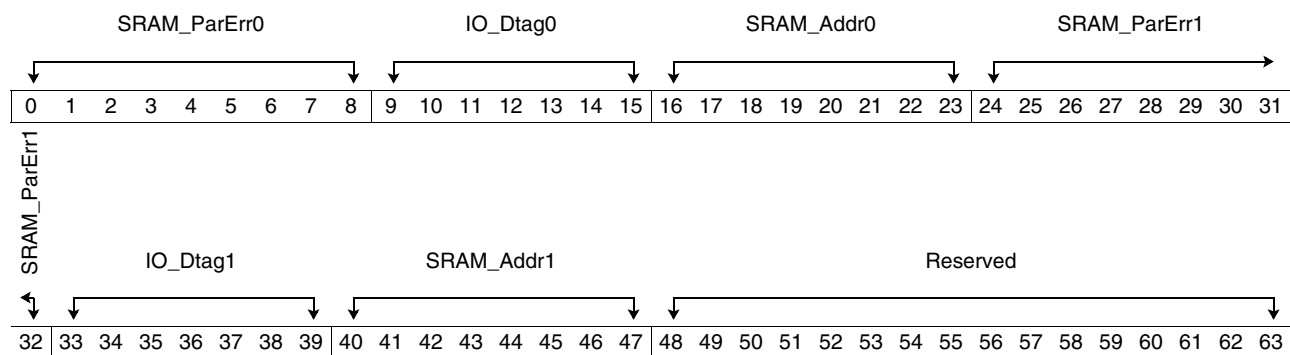 SRAM_ParErr0 IO_Dtag0 SRAM_Addr0 SRAM_ParErr1
0 1 2 3 4 5 6 7 8 9 10 11 12 13 14 15 16 17 18 19 20 21 22 23 24 25 26 27 28 29 30 31
SRAM_ParErr1
IO_Dtag1 SRAM_Addr1 Reserved
32 33 34 35 36 37 38 39 40 41 42 43 44 45 46 47 48 49 50 51 52 53 54 55 56 57 58 59 60 61 62 63